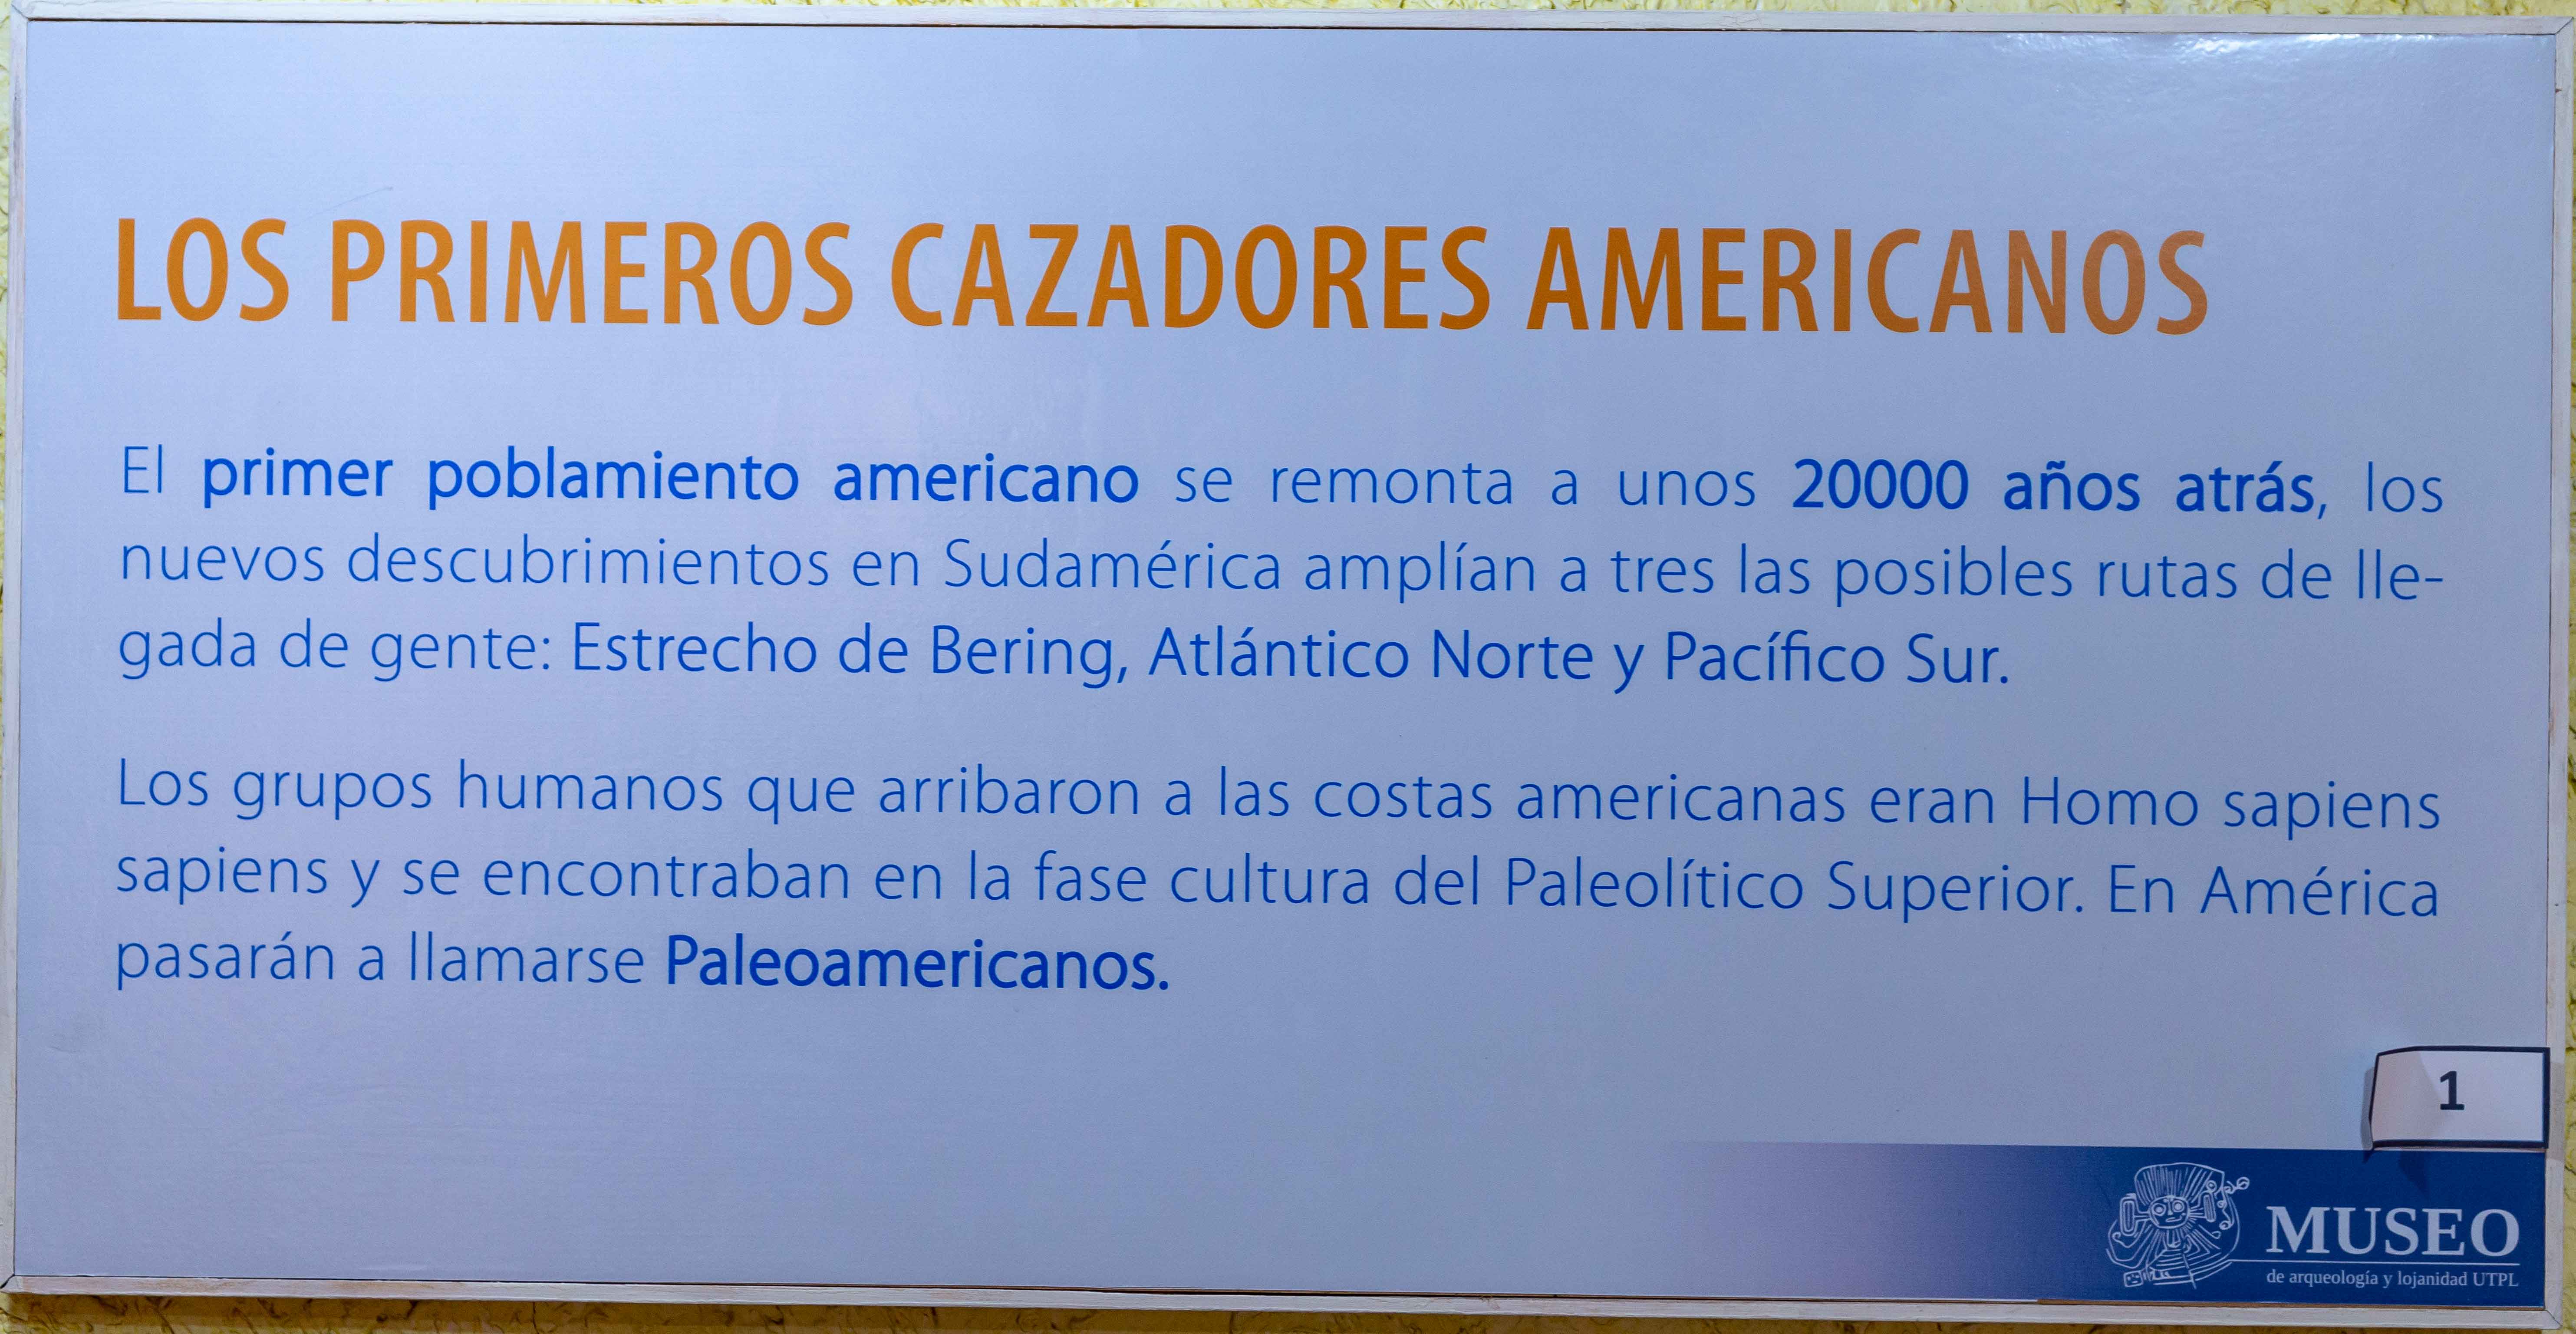 LOS PRIMEROS CAZADORES AMERICANOS
El primer poblamiento americano se remonta a unos 20000 años atrás, los
nuevos descubrimientos en Sudamérica amplían a tres las posibles rutas de lle-
gada de gente: Estrecho de Bering, Atlántico Norte y Pacífico Sur.
Los grupos humanos que arribaron a las costas americanas eran Homo sapiens
sapiens y se encontraban en la fase cultura del Paleolítico Superior. En América
pasarán a llamarse Paleoamericanos.
1
MUSEO
de arqueología y lojanidad UTPL